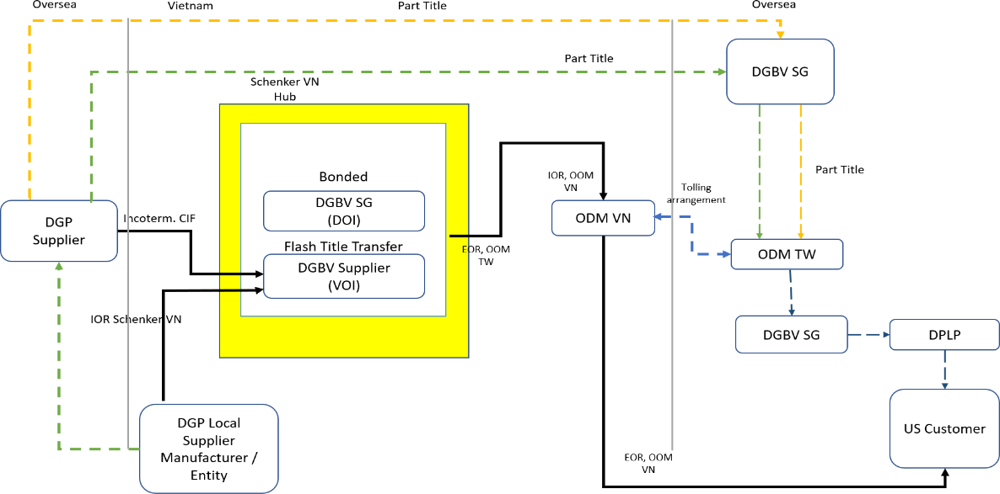 Oversea
Vietnam
Part Title
Oversea
Part Title
DGBV SG
Schenker VN
Hub
Bonded
DGBV SG
(DOI)
Flash Title Transfer
DGBV Supplier
(VOI)
DGP
Supplier
Incoterm. CIF
IOR Schenker VN
EOR, OOM
TW
IOR, OOM
VN
ODM VN
Tolling
arrangement
Part Title
ODM TW
DGBV SG
DPLP
US Customer
DGP Local
Supplier
Manufacturer /
Entity
EOR, OOM
VN